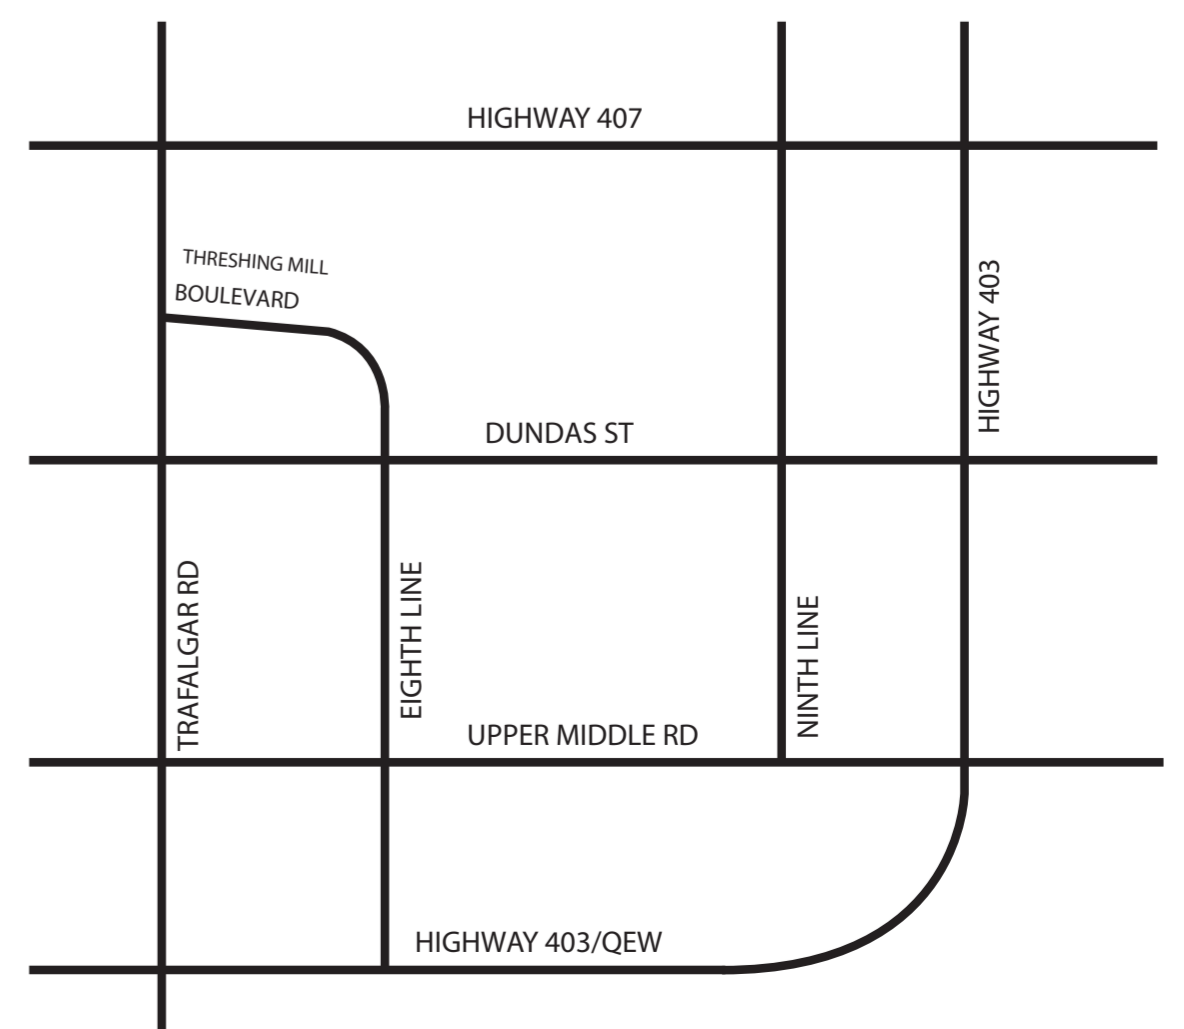 HIGHWAY 407
THRESHING MILL
BOULEVARD
HIGHWAY 403
DUNDAS ST
TRAFALGAR RD
EIGHTH LINE
NINTH LINE
UPPER MIDDLE RD
HIGHWAY 403/QEW